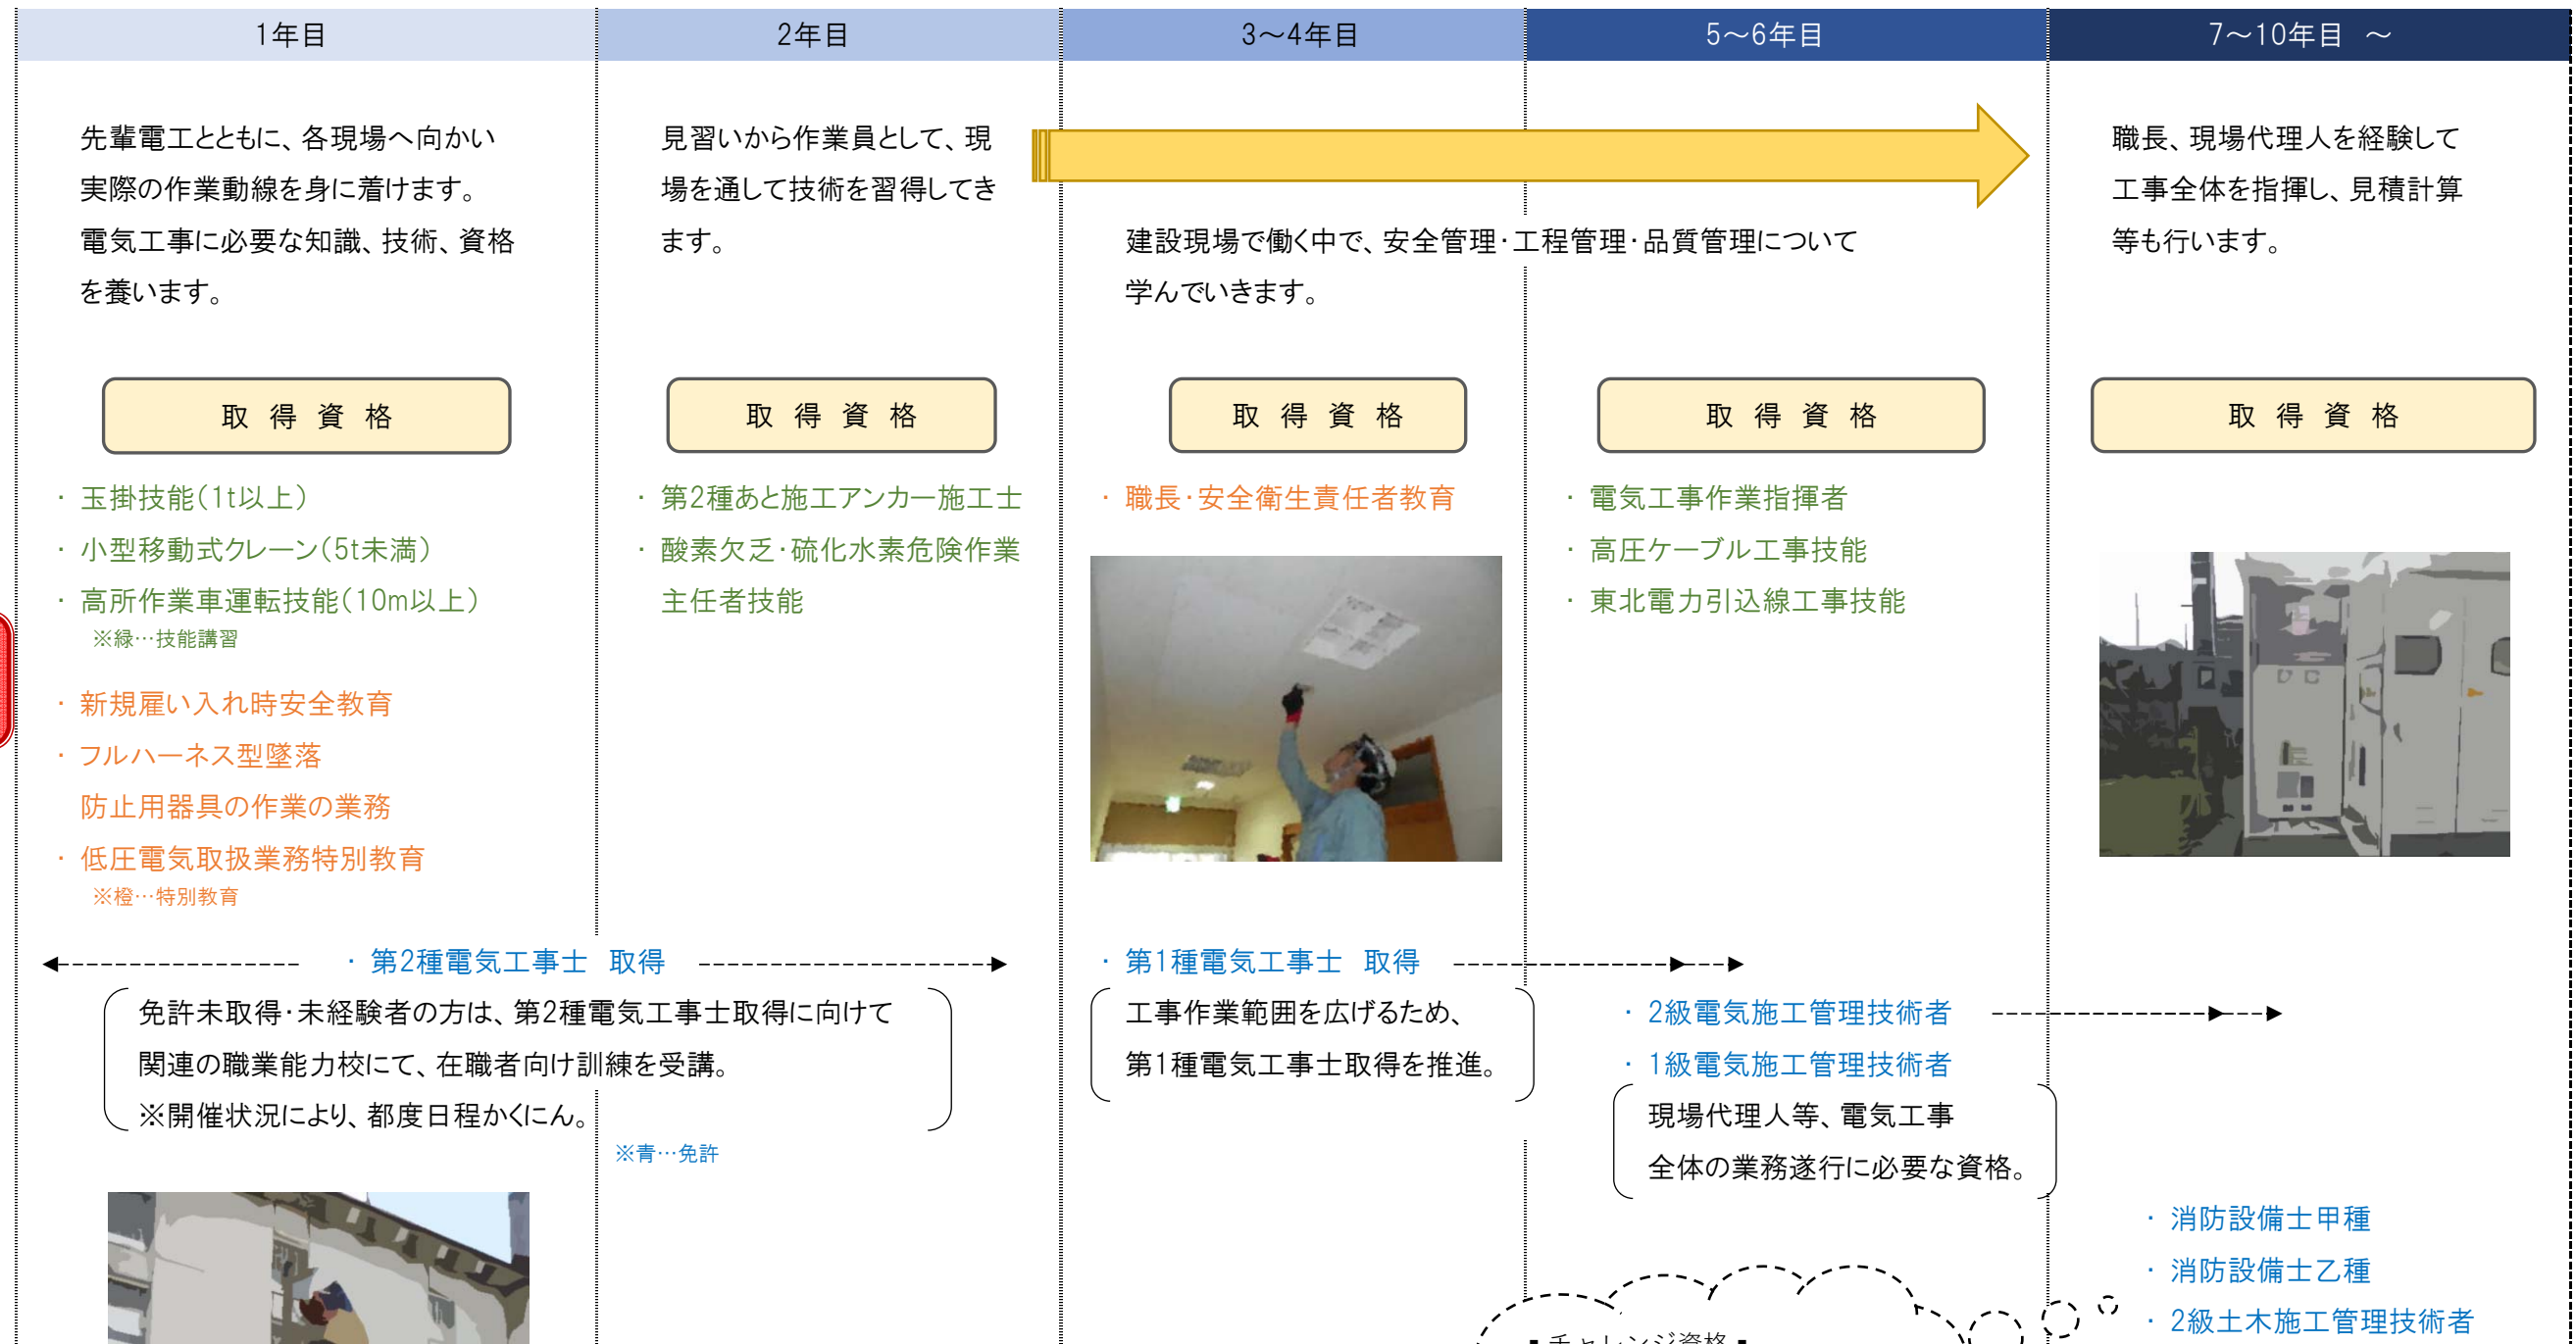 1年目
2年目
3～4年目
5～6年目
7～10年目　～
先輩電工とともに、各現場へ向かい
実際の作業動線を身に着けます。
電気工事に必要な知識、技術、資格
を養います。
見習いから作業員として、現
場を通して技術を習得してき
ます。
建設現場で働く中で、安全管理･工程管理･品質管理について
学んでいきます。
職長、現場代理人を経験して
工事全体を指揮し、見積計算
等も行います。
取 得 資 格
・ 玉掛技能(1t以上)
・ 小型移動式クレーン(5t未満)
・ 高所作業車運転技能(10m以上)
※緑…技能講習
・ 新規雇い入れ時安全教育
・ フルハーネス型墜落
防止用器具の作業の業務
・ 低圧電気取扱業務特別教育
※橙…特別教育
取 得 資 格
・ 第2種あと施工アンカー施工士
・ 酸素欠乏･硫化水素危険作業
主任者技能
取 得 資 格
・ 職長･安全衛生責任者教育
取 得 資 格
・ 電気工事作業指揮者
・ 高圧ケーブル工事技能
・ 東北電力引込線工事技能
取 得 資 格
・ 第2種電気工事士　取得
免許未取得･未経験者の方は、第2種電気工事士取得に向けて
関連の職業能力校にて、在職者向け訓練を受講。
※開催状況により、都度日程かくにん。
※青…免許
・ 第1種電気工事士　取得
工事作業範囲を広げるため、
第1種電気工事士取得を推進。
・ 2級電気施工管理技術者
・ 1級電気施工管理技術者
現場代理人等、電気工事
全体の業務遂行に必要な資格。
・ 消防設備士甲種
・ 消防設備士乙種
・ 2級土木施工管理技術者
▪ チャレンジ資格 ▪